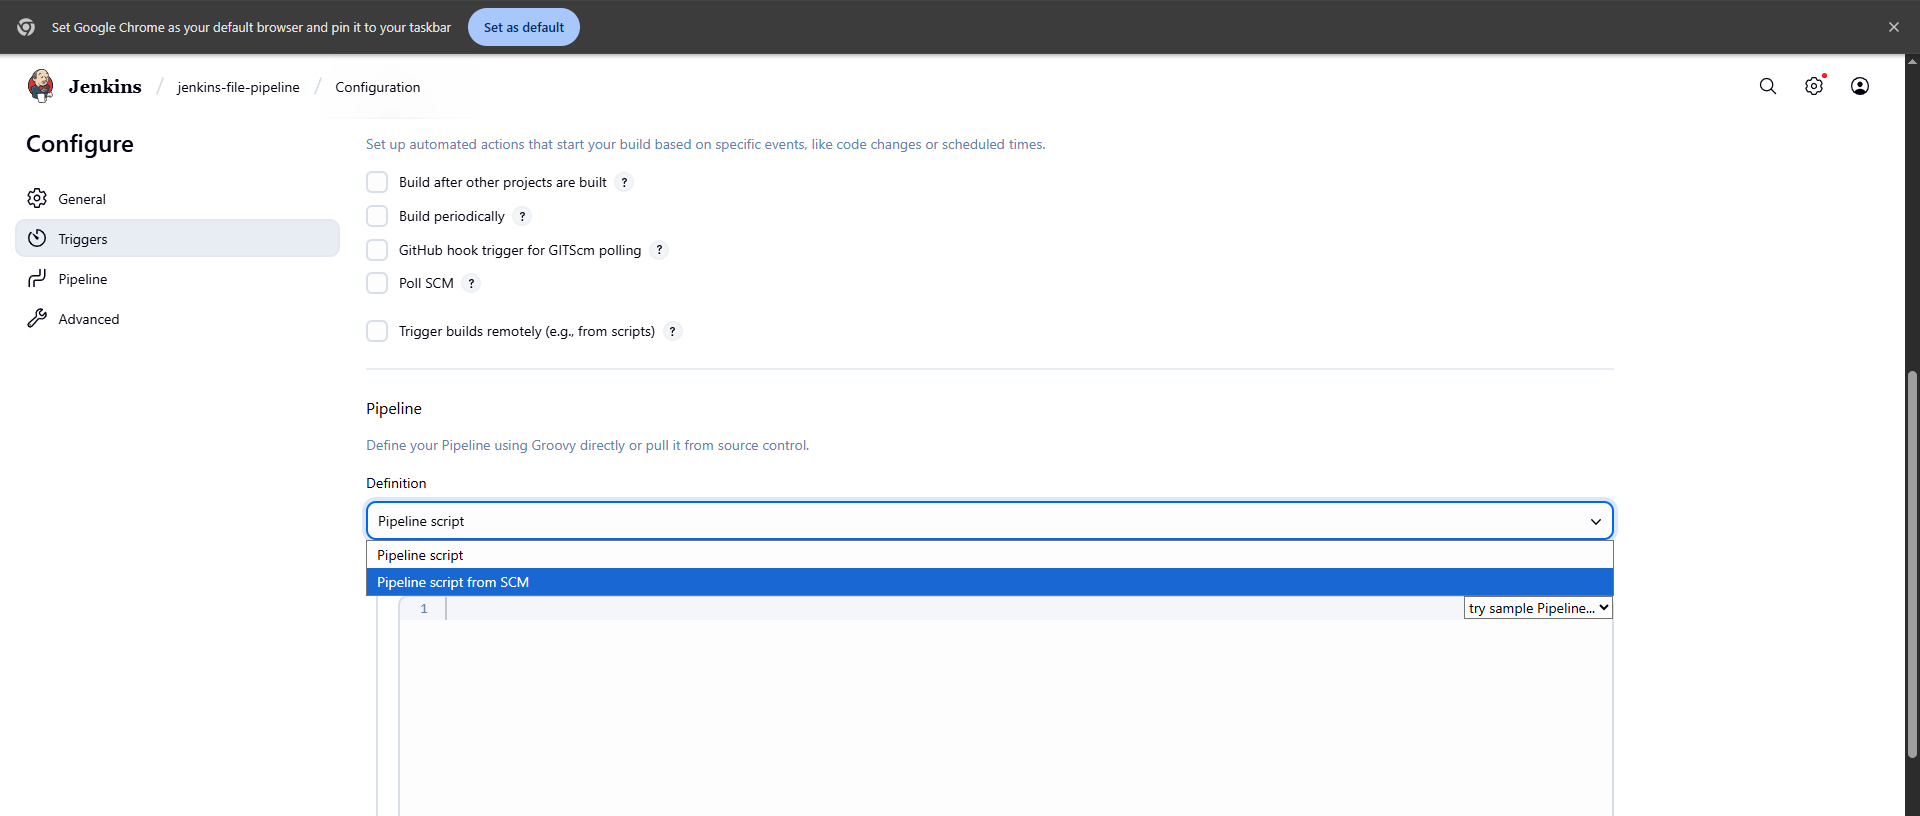 Set Google Chrome as your default browser and pin it to your taskbar
Set as default
Jenkins / jenkins-file-pipeline / Configuration
Configure
General
Triggers
Pipeline
Advanced
Set up automated actions that start your build based on specific events, like code changes or scheduled times.
Build after other projects are built ?
Build periodically ?
GitHub hook trigger for GITScm polling ?
Poll SCM ?
Trigger builds remotely (e.g., from scripts) ?
Pipeline
Define your Pipeline using Groovy directly or pull it from source control.
Definition
Pipeline script
Pipeline script
Pipeline script from SCM
1
try sample Pipeline...